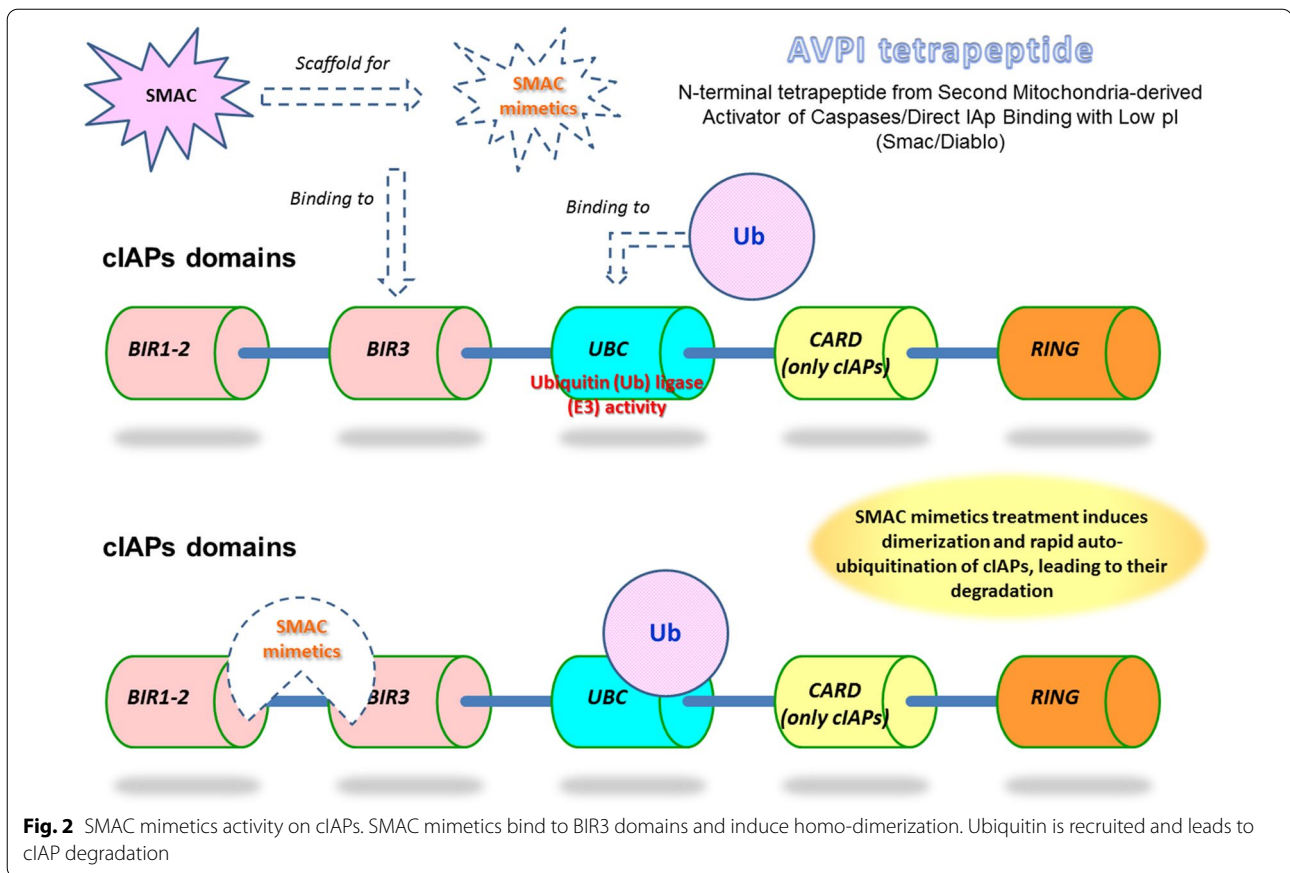 SMAC
Scaffold for
SMAC
mimetics
AVPI tetrapeptide
N-terminal tetrapeptide from Second Mitochondria-derived
Activator of Caspases/Direct IAp Binding with Low pI
(Smac/Diablo)
Binding to
Binding to
Ub
cIAPs domains
BIR1-2
BIR3
UBC
Ubiquitin (Ub) ligase
(E3) activity
CARD
(only cIAPs)
RING
SMAC mimetics treatment induces
dimerization and rapid auto-
ubiquitination of cIAPs, leading to their
degradation
cIAPs domains
SMAC
mimetics
Ub
BIR1-2
BIR3
UBC
CARD
(only cIAPs)
RING
Fig. 2 SMAC mimetics activity on cIAPs. SMAC mimetics bind to BIR3 domains and induce homo-dimerization. Ubiquitin is recruited and leads to
cIAP degradation